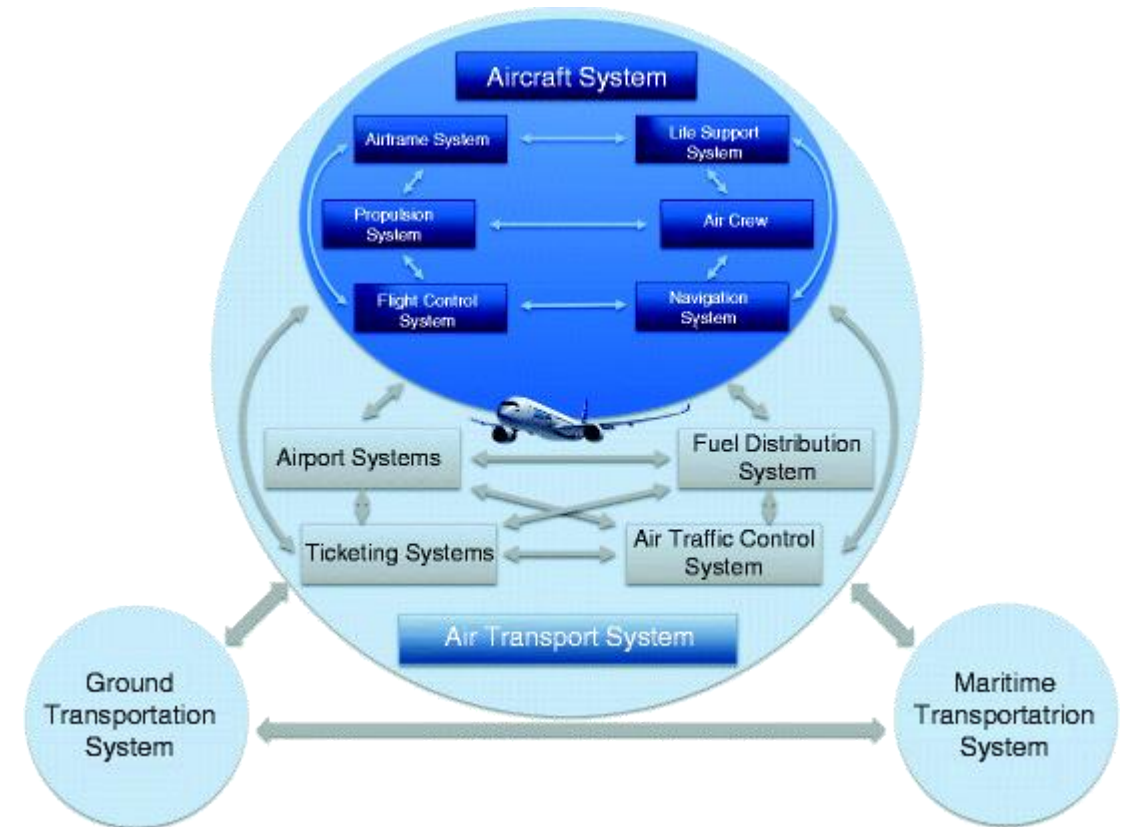 Aircraft System
Airframe System
Life Support
System
Propulsion
System
Air Crew
Flight Control
System
Navigation
System
Airport Systems
Fuel Distribution
System
Ticketing Systems
Air Traffic Control
System
Air Transport System
Ground
Transportation
System
Maritime
Transportatrion
System